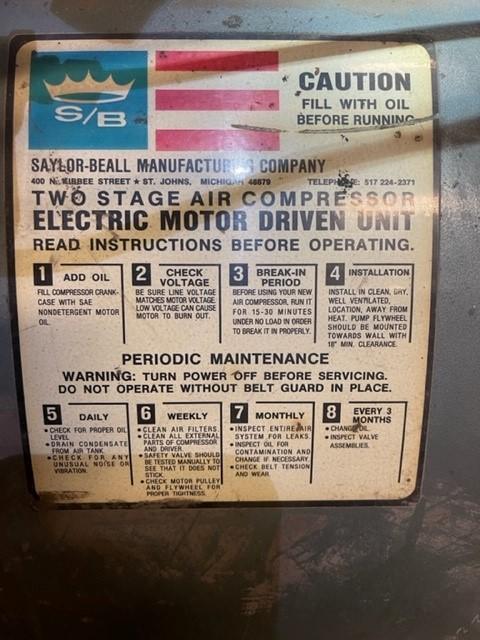 S/B
CAUTION
FILL WITH OIL
BEFORE RUNNING
SAYLOR-BEALL MANUFACTURING COMPANY
400 N. KIBBEE STREET ★ ST. JOHNS, MICHIGAN 48879 TELEPHONE: 517 224-2371
TWO STAGE AIR COMPRESSOR
ELECTRIC MOTOR DRIVEN UNIT
READ INSTRUCTIONS BEFORE OPERATING.
1 ADD OIL
FILL COMPRESSOR CRANK-
CASE WITH SAE
NONDETERGENT MOTOR
OIL.
2 CHECK
VOLTAGE
BE SURE LINE VOLTAGE
MATCHES MOTOR VOLTAGE.
LOW VOLTAGE CAN CAUSE
MOTOR TO BURN OUT.
3 BREAK-IN
PERIOD
BEFORE USING YOUR NEW
AIR COMPRESSOR, RUN IT
FOR 15-30 MINUTES
UNDER NO LOAD IN ORDER
TO BREAK IT IN PROPERLY.
4 INSTALLATION
INSTALL IN CLEAN, DRY,
WELL VENTILATED,
LOCATION, AWAY FROM
HEAT. PUMP FLYWHEEL
SHOULD BE MOUNTED
TOWARDS WALL WITH
18" MIN. CLEARANCE.
PERIODIC MAINTENANCE
WARNING: TURN POWER OFF BEFORE SERVICING.
DO NOT OPERATE WITHOUT BELT GUARD IN PLACE.
5 DAILY
• CHECK FOR PROPER OIL
LEVEL
• DRAIN CONDENSATE
FROM AIR TANK.
• CHECK FOR ANY
UNUSUAL NOISE OR
VIBRATION.
6 WEEKLY
• CLEAN AIR FILTERS.
• CLEAN ALL EXTERNAL
PARTS OF COMPRESSOR
AND DRIVER.
• SAFETY VALVE SHOULD
BE TESTED MANUALLY TO
SEE THAT IT DOES NOT
STICK.
• CHECK MOTOR PULLEY
AND FLYWHEEL FOR
PROPER TIGHTNESS.
7 MONTHLY
• INSPECT ENTIRE AIR
SYSTEM FOR LEAKS.
• INSPECT OIL FOR
CONTAMINATION AND
CHANGE IF NECESSARY.
• CHECK BELT TENSION
AND WEAR.
8 EVERY 3
MONTHS
• CHANGE OIL.
• INSPECT VALVE
ASSEMBLIES.